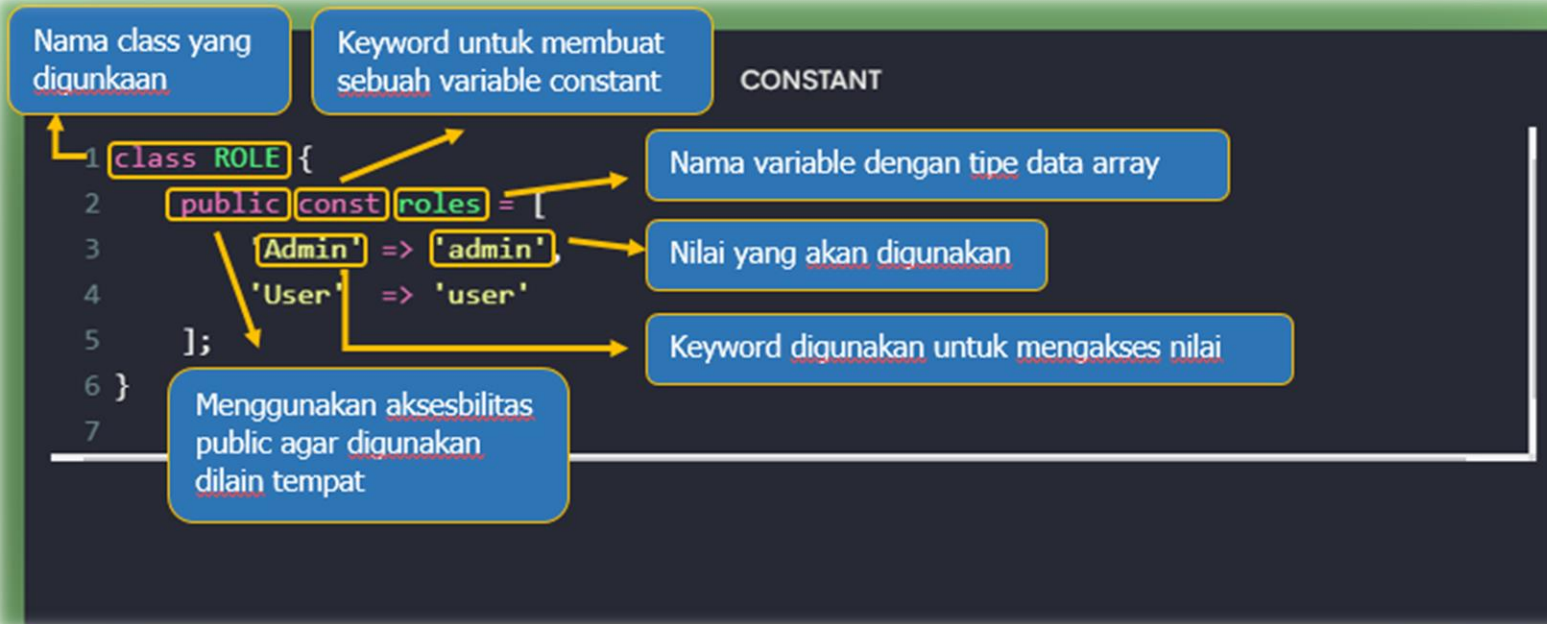 Nama class yang
digunkaan
Keyword untuk membuat
sebuah variable constant
CONSTANT
1 class ROLE {
Nama variable dengan tipe data array
2 public const roles = [
3 'Admin' => 'admin',
Nilai yang akan digunakan
4 'User' => 'user'
5 ];
Keyword digunakan untuk mengakses nilai
6 }
Menggunakan aksesbilitas
public agar digunakan
dilain tempat
7